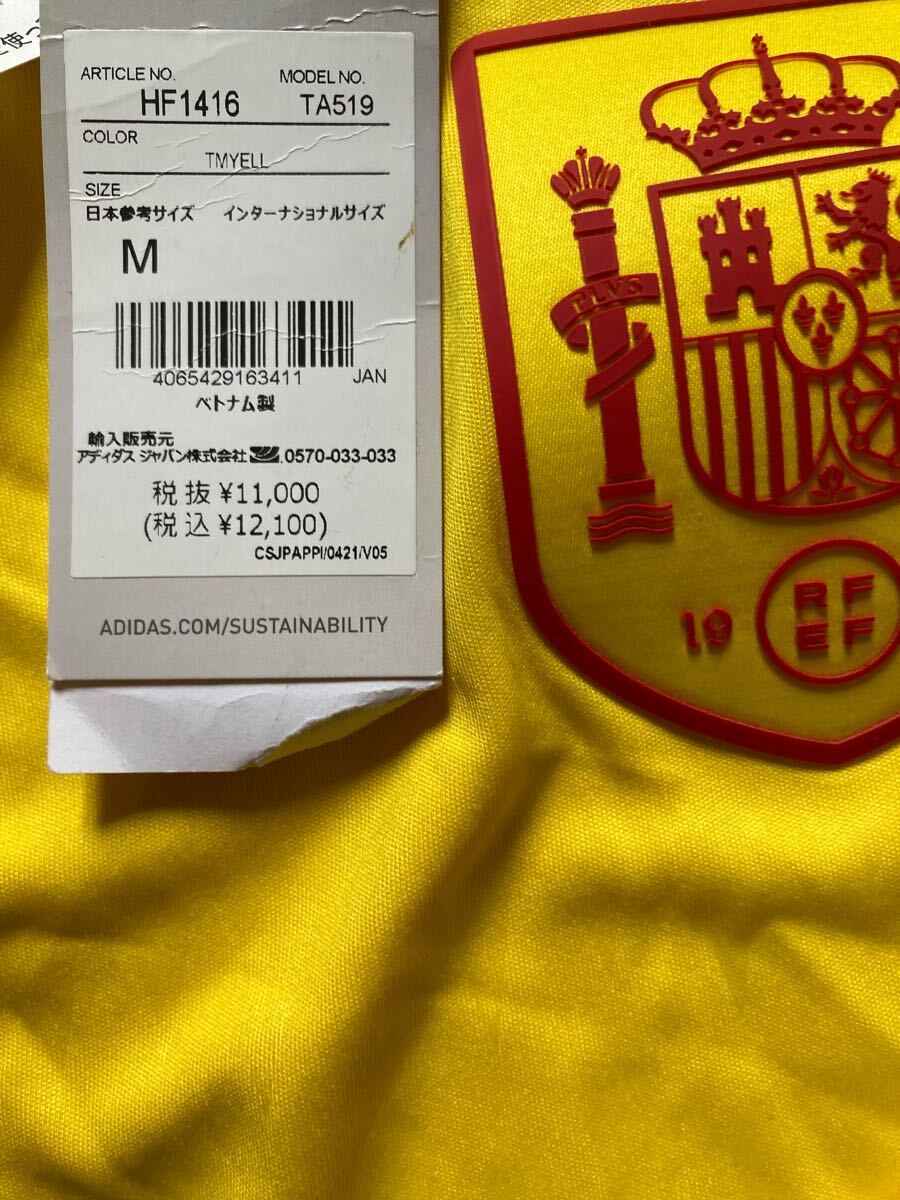 使つ
ARTICLE NO. MODEL NO.
HF1416 TA519
COLOR
TMYELL
SIZE
日本参考サイズ インターナショナルサイズ
M
4065429163411 JAN
ベトナム製
輸入販売元
アディダス ジャパン株式会社 0570-033-033
税抜 ¥11,000
(税込 ¥12,100)
CSJPAPPI/0421/V05
ADIDAS.COM/SUSTAINABILITY
PLVS
19 RF
EF